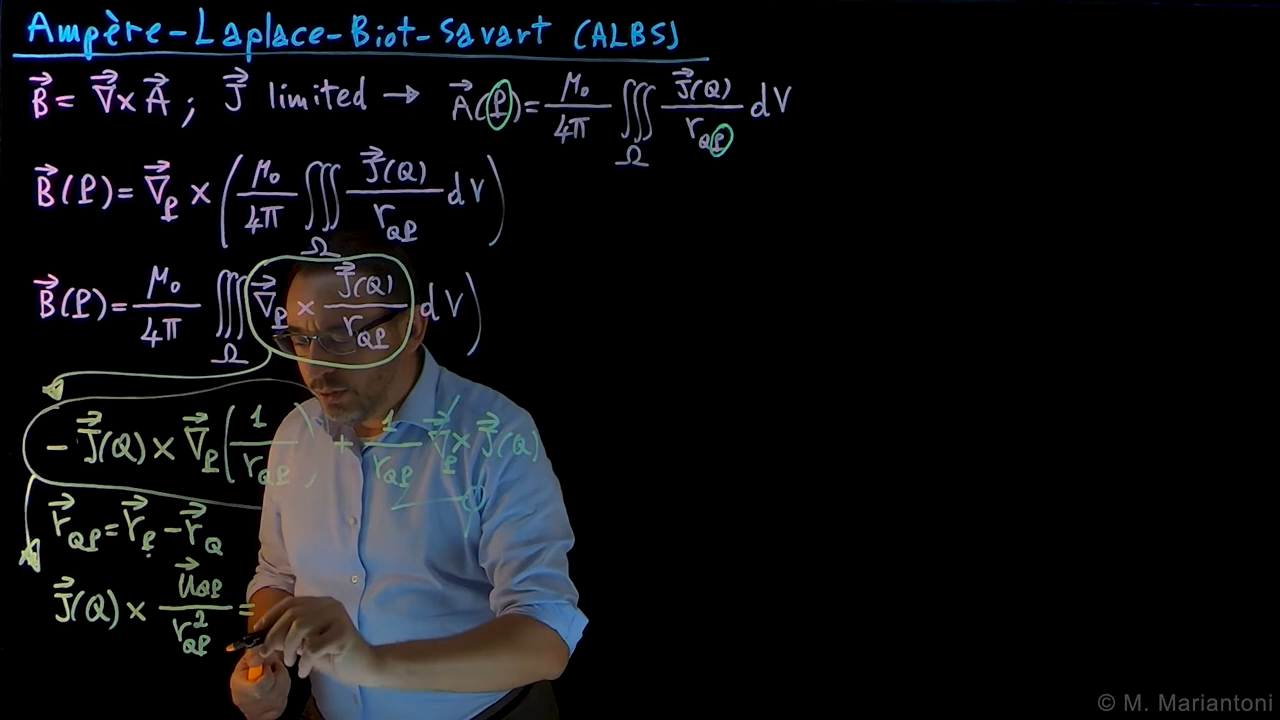 Ampère-Laplace-Biot-Savart (ALBS)
B⃗ = ∇⃗ × A⃗ ; J⃗ limited → A⃗(P) = μ₀/4π ∭_Ω J⃗(Q)/r_QP dV
B⃗(P) = ∇⃗_P × ( μ₀/4π ∭_Ω J⃗(Q)/r_QP dV )
B⃗(P) = μ₀/4π ∭_Ω ∇⃗_P × J⃗(Q)/r_QP dV )
- J⃗(Q) × ∇⃗_P ( 1/r_QP ) + 1/r_QP ∇⃗_P × J⃗(Q)
r⃗_QP = r⃗_P - r⃗_Q
J⃗(Q) × u⃗_QP/r²_QP =
© M. Mariantoni